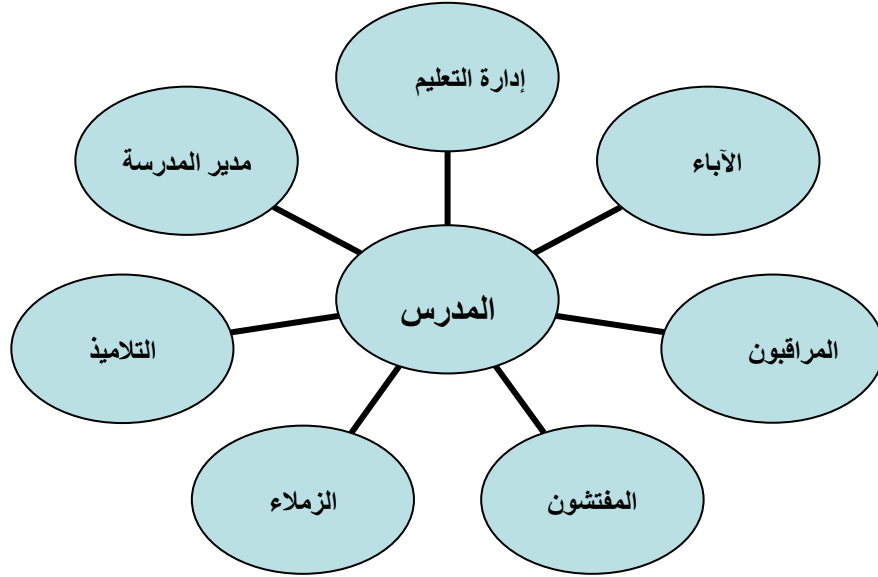 إدارة التعليم
الآباء
مدير المدرسة
المدرس
المراقبون
التلاميذ
المفتشون
الزملاء